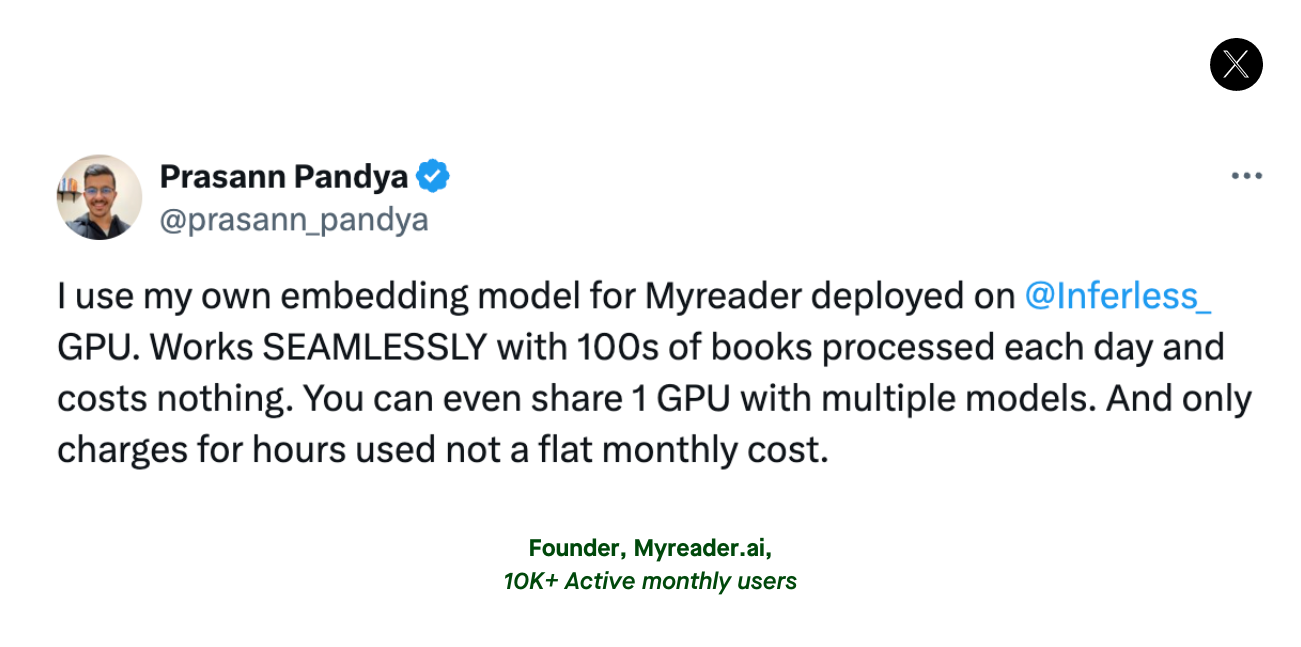 Prasann Pandya
@prasann_pandya
I use my own embedding model for Myreader deployed on @Inferless_
GPU. Works SEAMLESSLY with 100s of books processed each day and
costs nothing. You can even share 1 GPU with multiple models. And only
charges for hours used not a flat monthly cost.
Founder, Myreader.ai,
10K+ Active monthly users